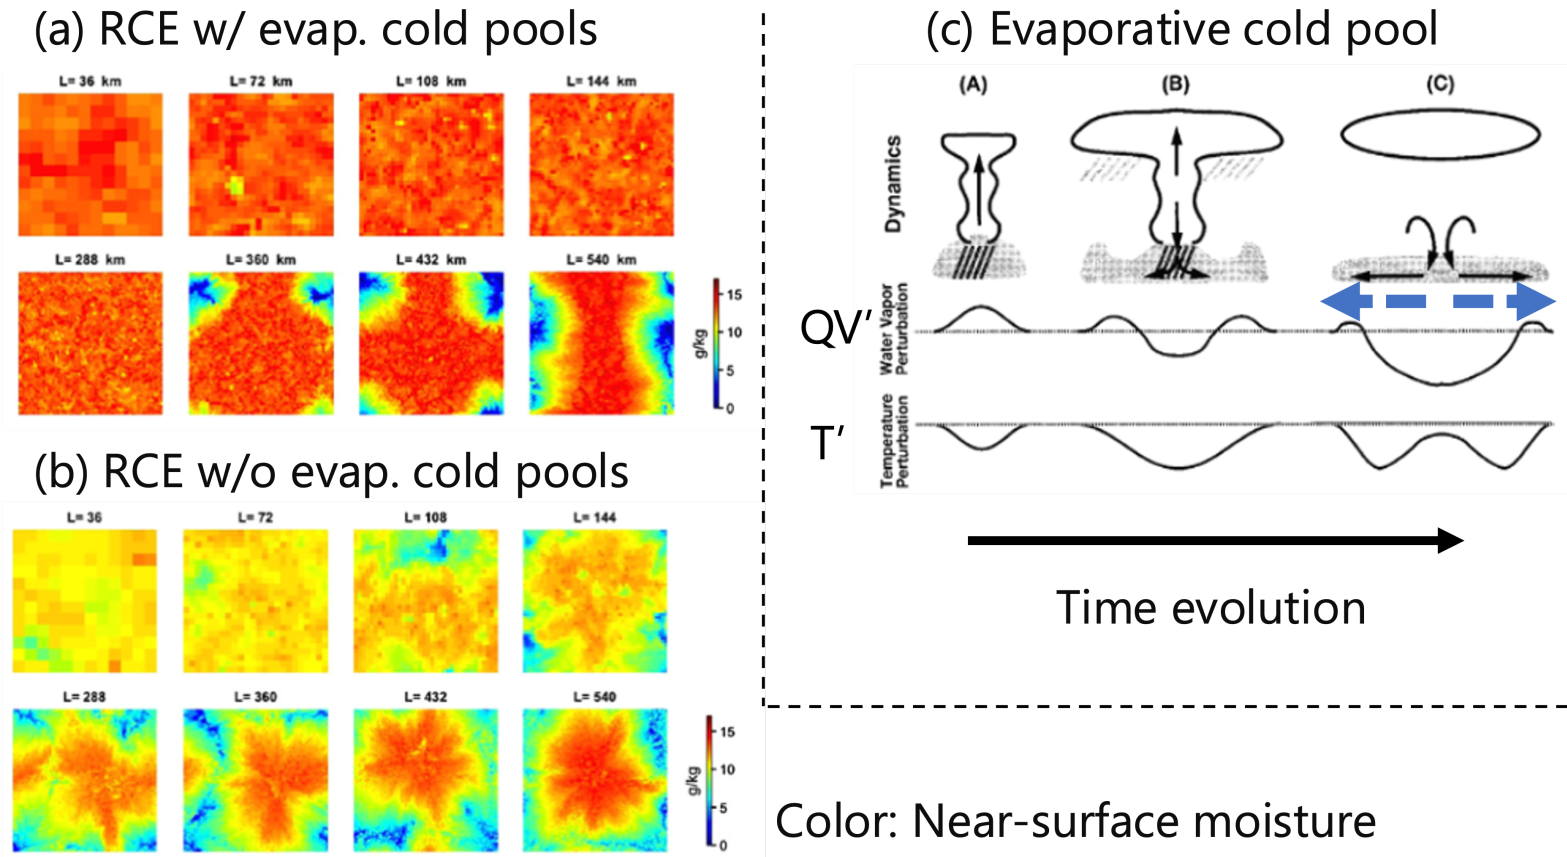 (a) RCE w/ evap. cold pools
L= 36 km
L= 72 km
L= 108 km
L= 144 km
L= 288 km
L= 360 km
L= 432 km
L= 540 km
15
10
5
0
g/kg
(b) RCE w/o evap. cold pools
L= 36
L= 72
L= 108
L= 144
L= 288
L= 360
L= 432
L= 540
15
10
5
0
g/kg
(c) Evaporative cold pool
(A)
(B)
(C)
Dynamics
QV′
Water Vapor
Perturbation
T′
Temperature
Perturbation
Time evolution
Color: Near-surface moisture